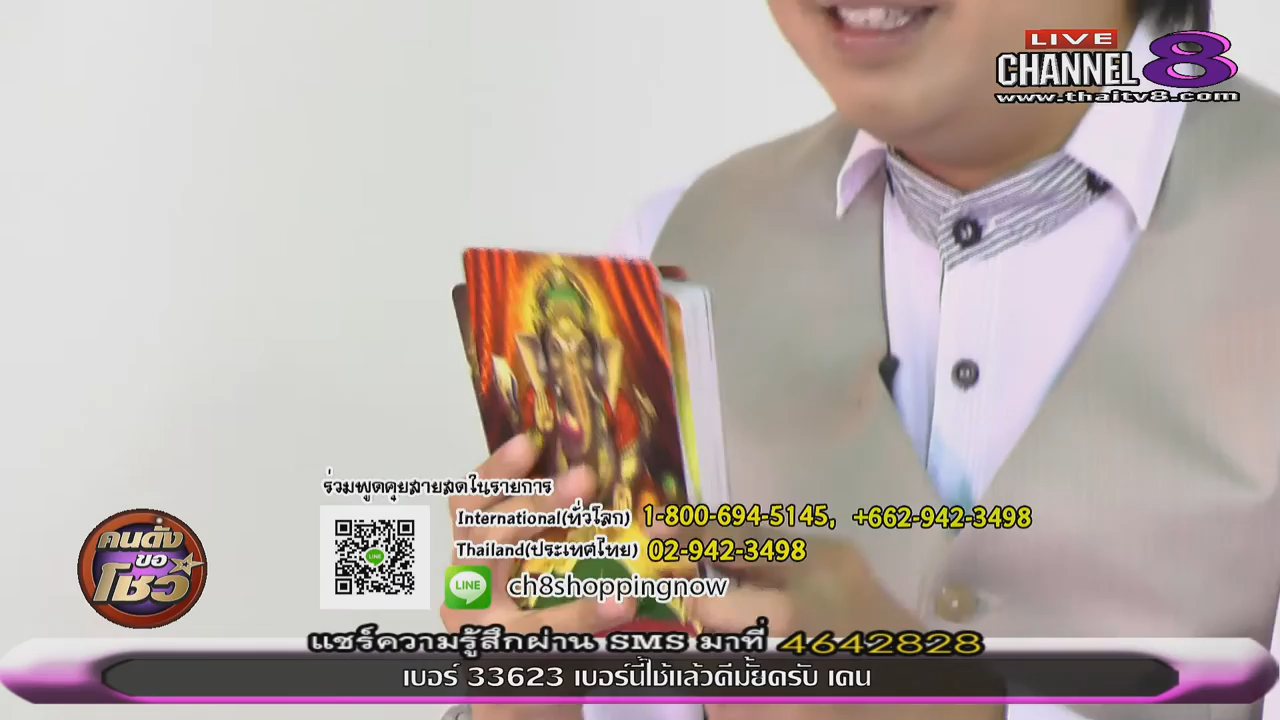 LIVE
CHANNEL 8
www.thaitv8.com
ร่วมพูดคุยสายสดในรายการ
International(ทั่วโลก) 1-800-694-5145, +662-942-3498
Thailand(ประเทศไทย) 02-942-3498
LINE ch8shoppingnow
LINE
คนดัง
ขอ
โชว์
แชร์ความรู้สึกผ่าน SMS มาที่ 4642828
เบอร์ 33623 เบอร์นี้ใช้แล้วดีมั้ยครับ เคน